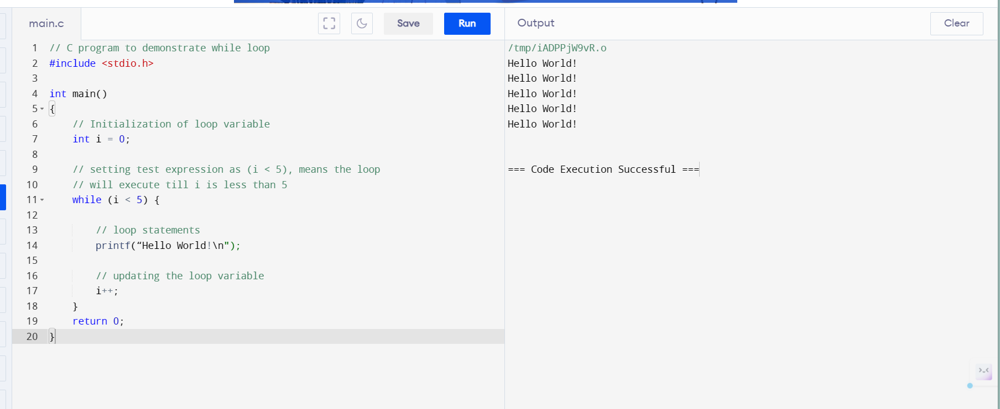 main.c
Save
Run
Output
Clear
1 // C program to demonstrate while loop
2 #include <stdio.h>
3
4 int main()
5 {
6     // Initialization of loop variable
7     int i = 0;
8
9     // setting test expression as (i < 5), means the loop
10     // will execute till i is less than 5
11     while (i < 5) {
12
13         // loop statements
14         printf(“Hello World!\n");
15
16         // updating the loop variable
17         i++;
18     }
19     return 0;
20 }
/tmp/iADPPjW9vR.o
Hello World!
Hello World!
Hello World!
Hello World!
Hello World!
=== Code Execution Successful ===